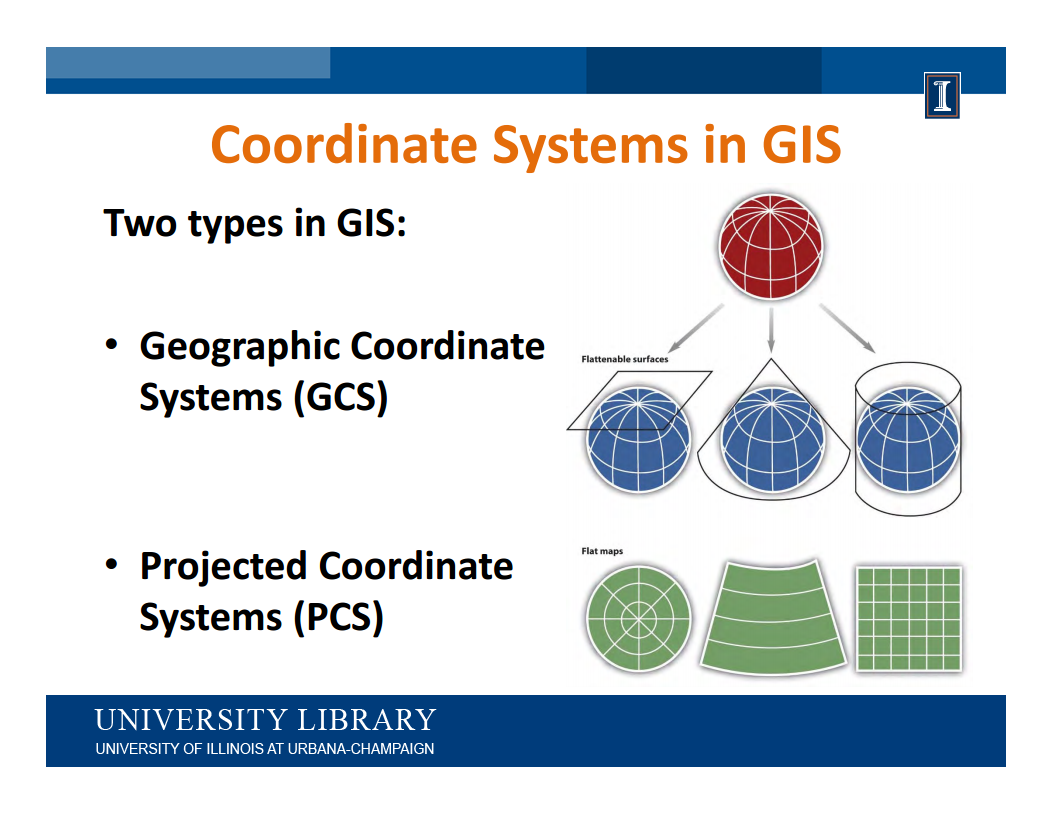 I
Coordinate Systems in GIS
Two types in GIS:
• Geographic Coordinate
Systems (GCS)
• Projected Coordinate
Systems (PCS)
Flattenable surfaces
Flat maps
UNIVERSITY LIBRARY
UNIVERSITY OF ILLINOIS AT URBANA-CHAMPAIGN